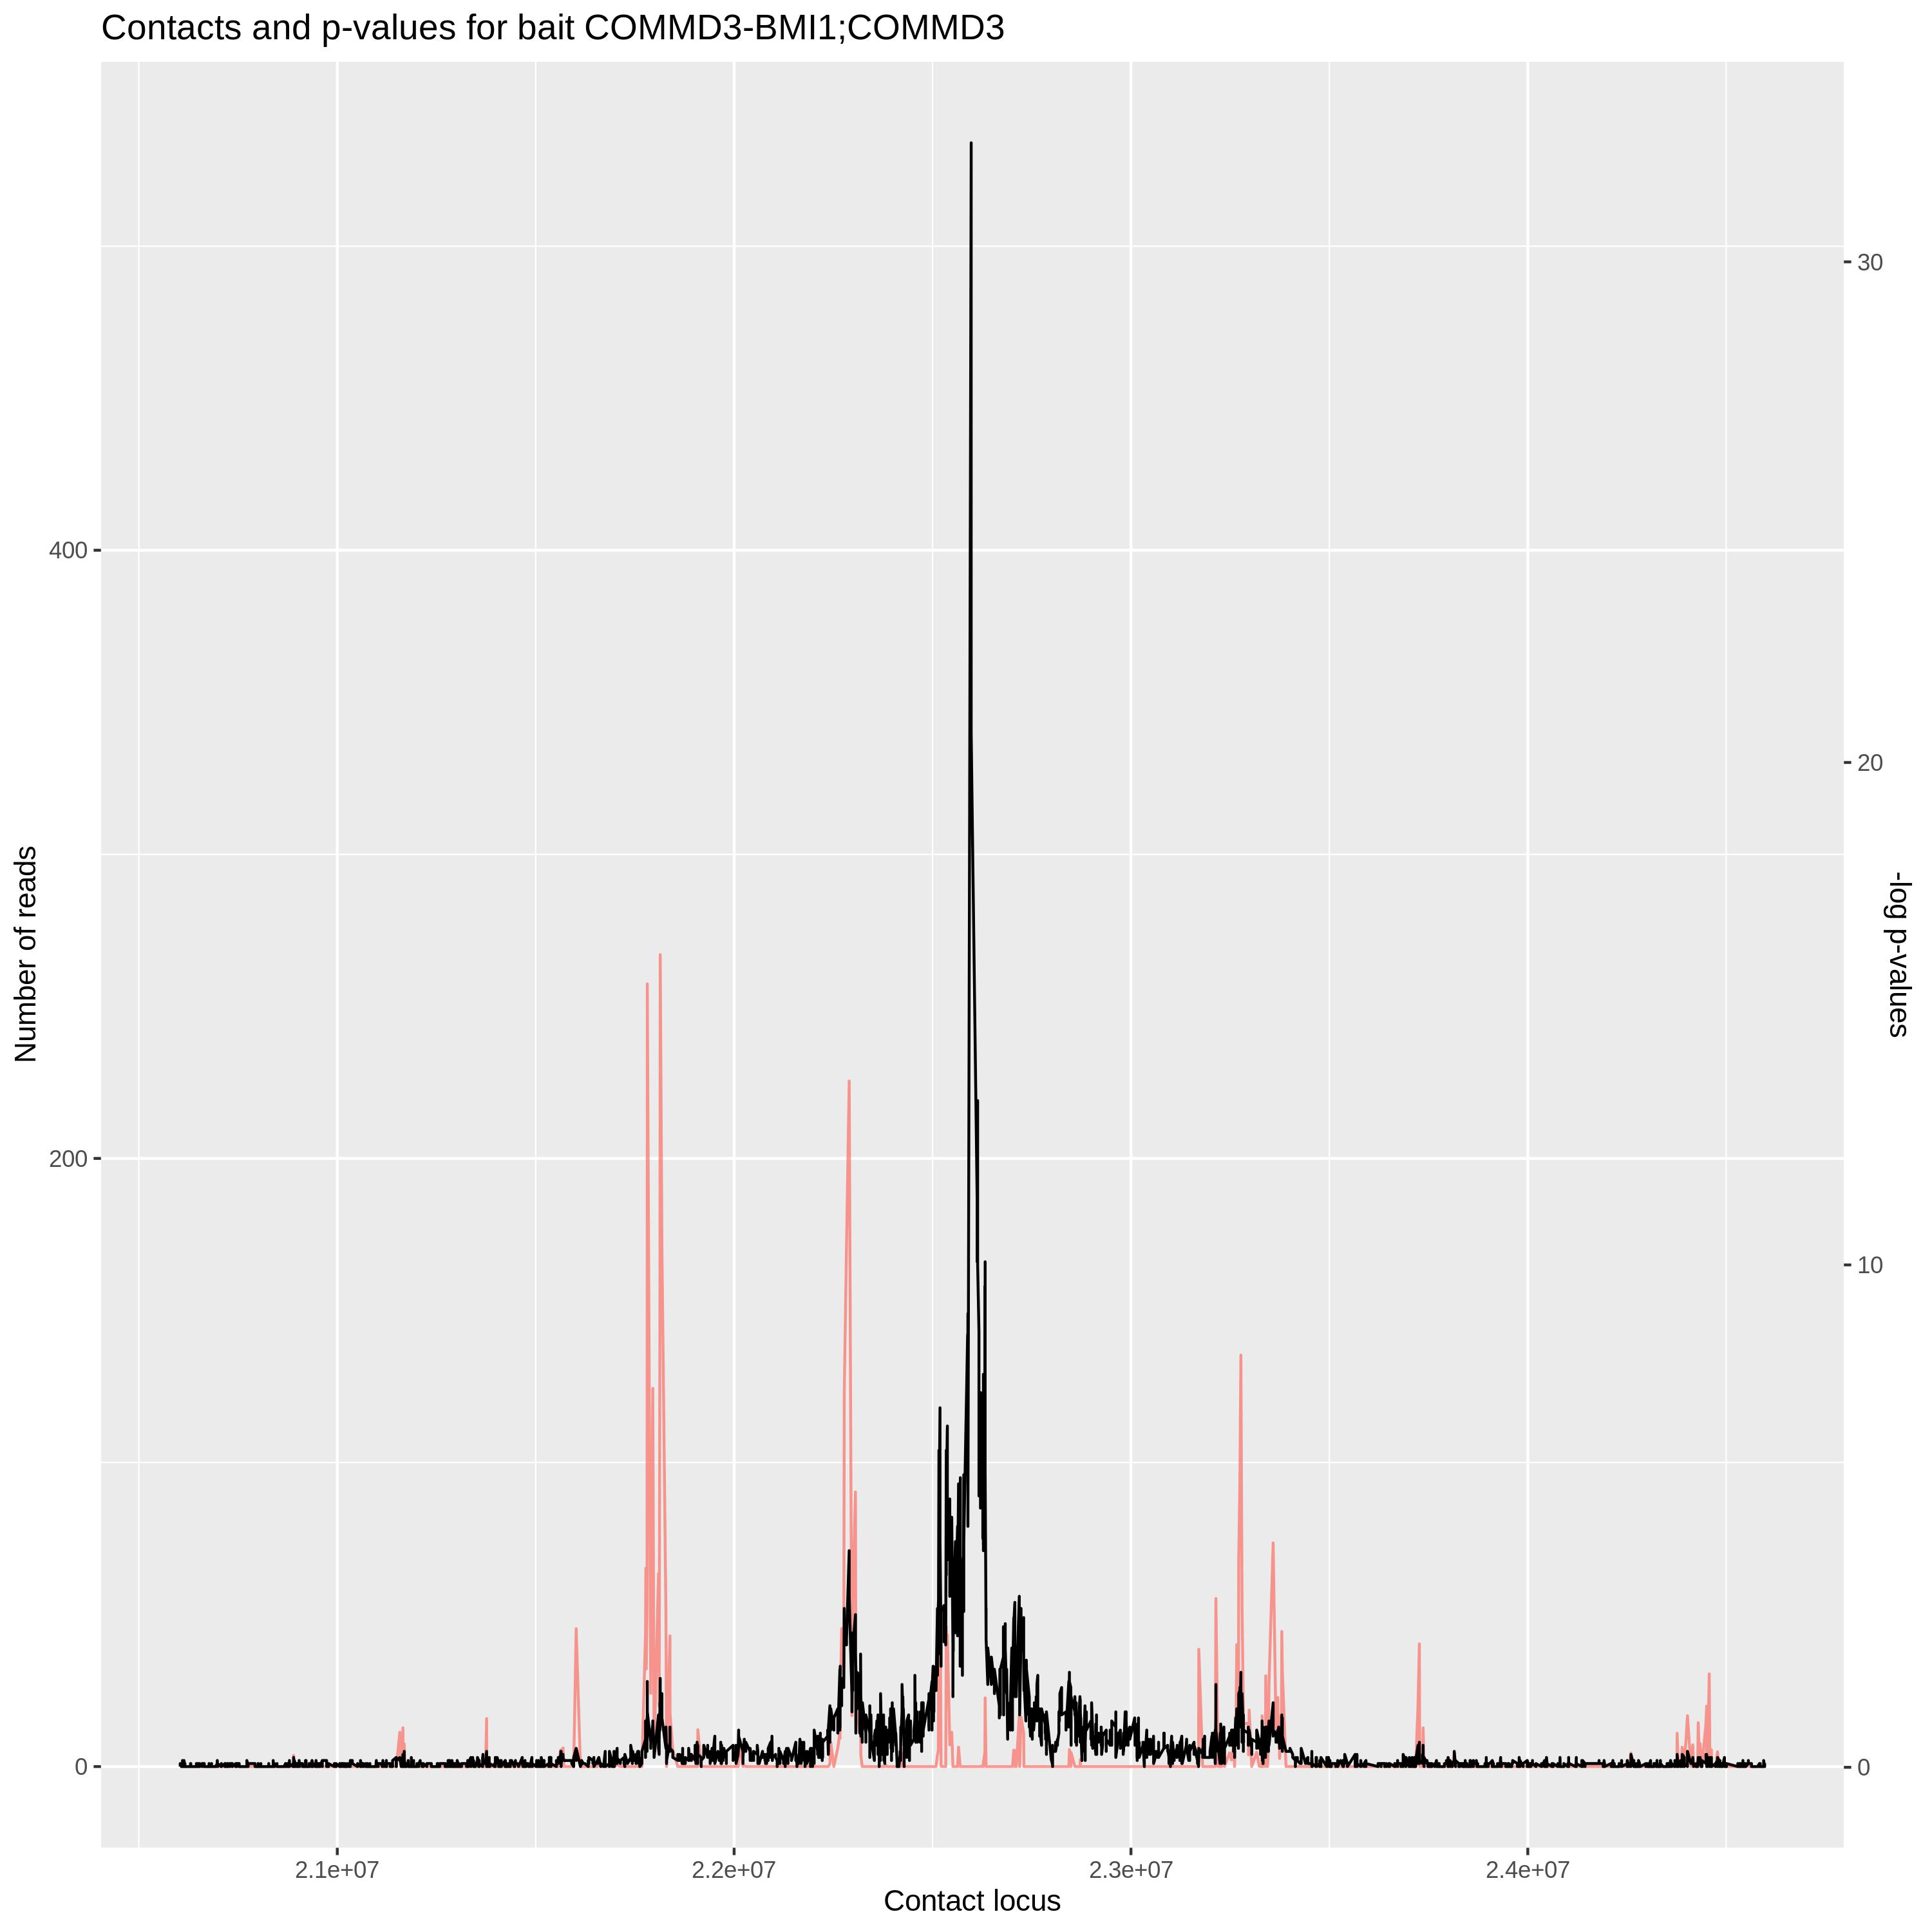 Contacts and p-values for bait COMMD3-BMI1;COMMD3
Number of reads
400
200
0
30
20
10
0
-log p-values
2.1e+07
2.2e+07
2.3e+07
2.4e+07
Contact locus